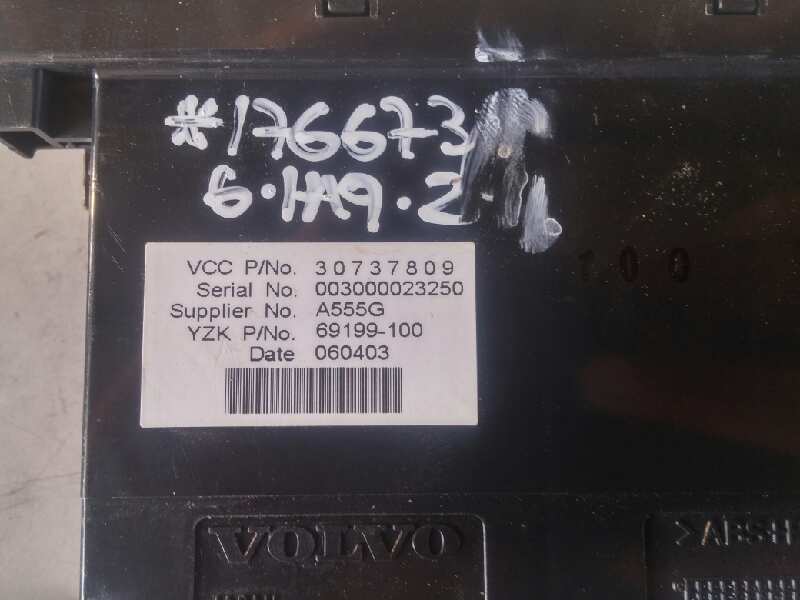 *176673
6·HA9·2
VCC P/No. 30737809
Serial No. 003000023250
Supplier No. A555G
YZK P/No. 69199-100
Date 060403
100
VOLVO